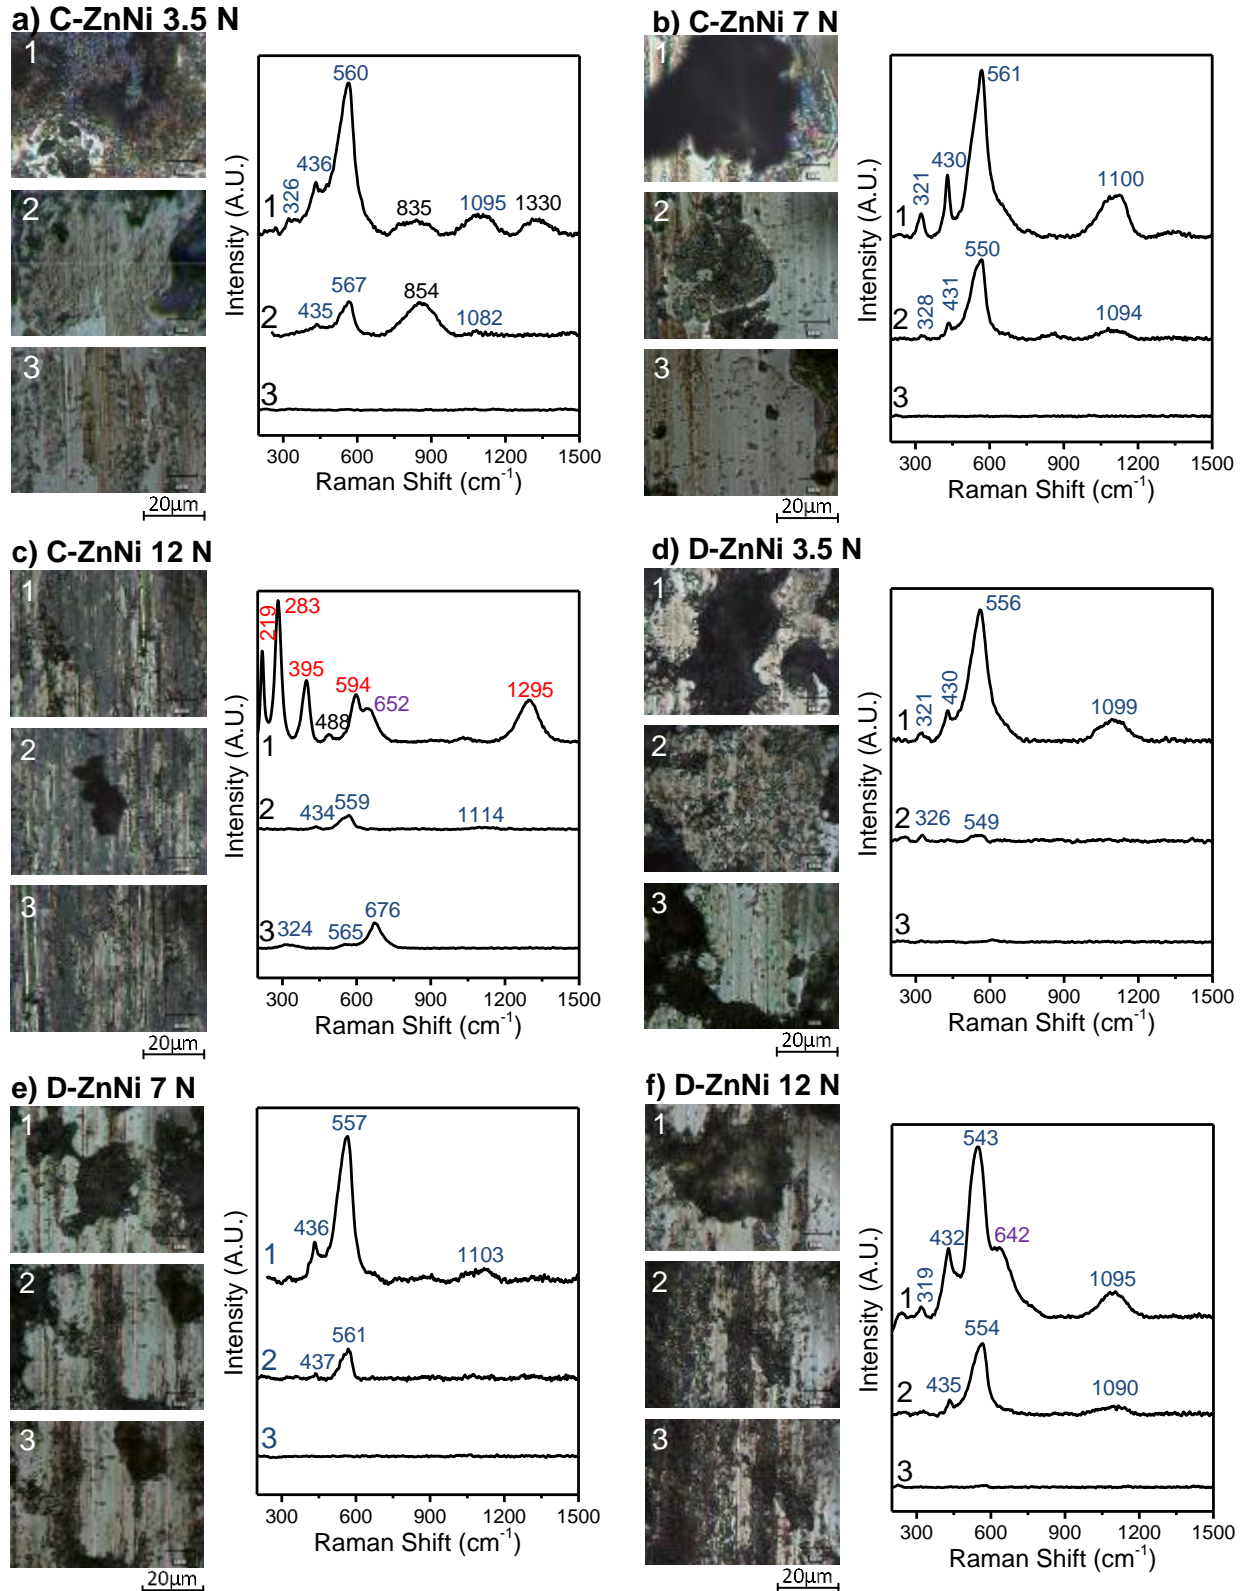 a) C-ZnNi 3.5 N
1
2
3
20μm
Intensity (A.U.)
560
436
326
1
835
1095
1330
567
854
2
435
1082
3
300 600 900 1200 1500
Raman Shift (cm-1)
b) C-ZnNi 7 N
1
2
3
20μm
Intensity (A.U.)
561
430
321
1
1100
550
431
328
2
1094
3
300 600 900 1200 1500
Raman Shift (cm-1)
c) C-ZnNi 12 N
1
2
3
20μm
Intensity (A.U.)
219
283
395
594
652
1295
488
1
2
434
559
1114
676
3
324
565
300 600 900 1200 1500
Raman Shift (cm-1)
d) D-ZnNi 3.5 N
1
2
3
20μm
Intensity (A.U.)
556
430
321
1
1099
2
326
549
3
300 600 900 1200 1500
Raman Shift (cm-1)
e) D-ZnNi 7 N
1
2
3
20μm
Intensity (A.U.)
557
436
1
1103
561
2
437
3
300 600 900 1200 1500
Raman Shift (cm-1)
f) D-ZnNi 12 N
1
2
3
20μm
Intensity (A.U.)
543
432
642
319
1
1095
554
435
2
1090
3
300 600 900 1200 1500
Raman Shift (cm-1)